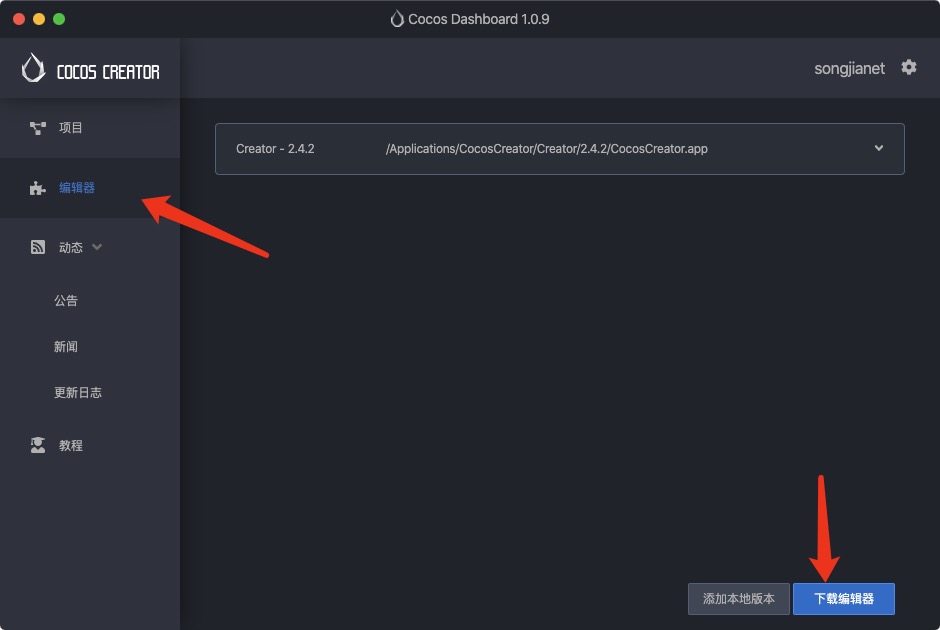 Cocos Dashboard 1.0.9
COCOS CREATOR
songjianet
项目
Creator - 2.4.2 /Applications/CocosCreator/Creator/2.4.2/CocosCreator.app
编辑器
动态
公告
新闻
更新日志
教程
添加本地版本 下载编辑器